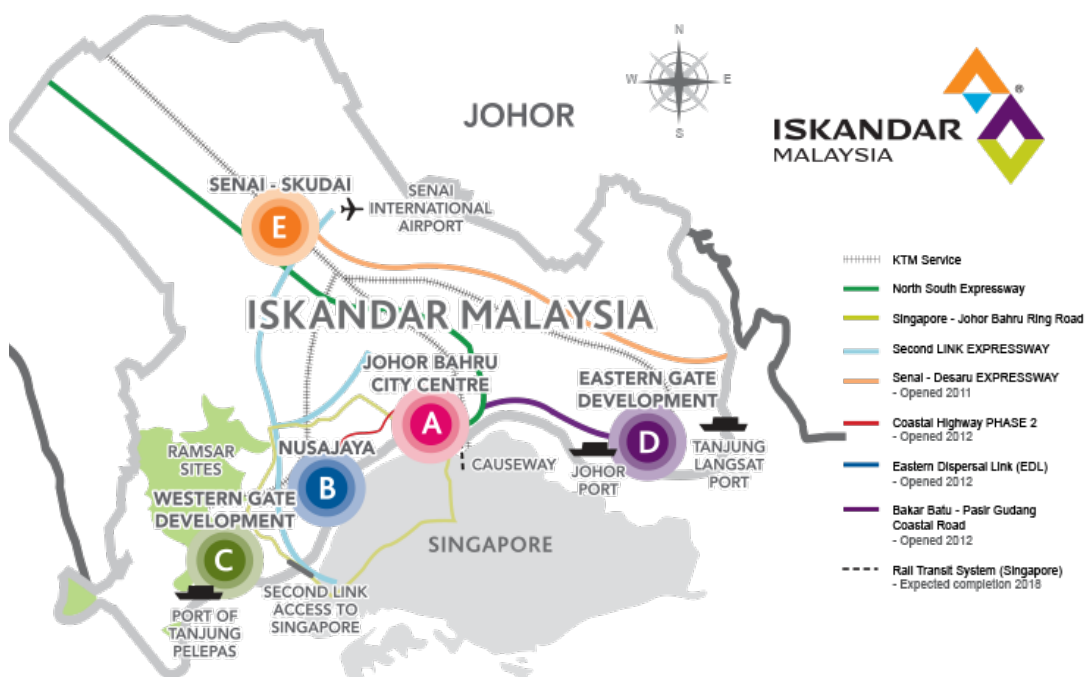 N
W
E
S
JOHOR
ISKANDAR
MALAYSIA
®
SENAI - SKUDAI
E
SENAI
INTERNATIONAL
AIRPORT
ISKANDAR MALAYSIA
JOHOR BAHRU
CITY CENTRE
A
EASTERN GATE
DEVELOPMENT
D
RAMSAR
SITES
NUSAJAYA
B
CAUSEWAY
JOHOR
PORT
TANJUNG
LANGSAT
PORT
WESTERN GATE
DEVELOPMENT
C
SINGAPORE
PORT OF
TANJUNG
PELEPAS
SECOND LINK
ACCESS TO
SINGAPORE
KTM Service
North South Expressway
Singapore - Johor Bahru Ring Road
Second LINK EXPRESSWAY
Senai - Desaru EXPRESSWAY
- Opened 2011
Coastal Highway PHASE 2
- Opened 2012
Eastern Dispersal Link (EDL)
- Opened 2012
Bakar Batu - Pasir Gudang
Coastal Road
- Opened 2012
Rail Transit System (Singapore)
- Expected completion 2018